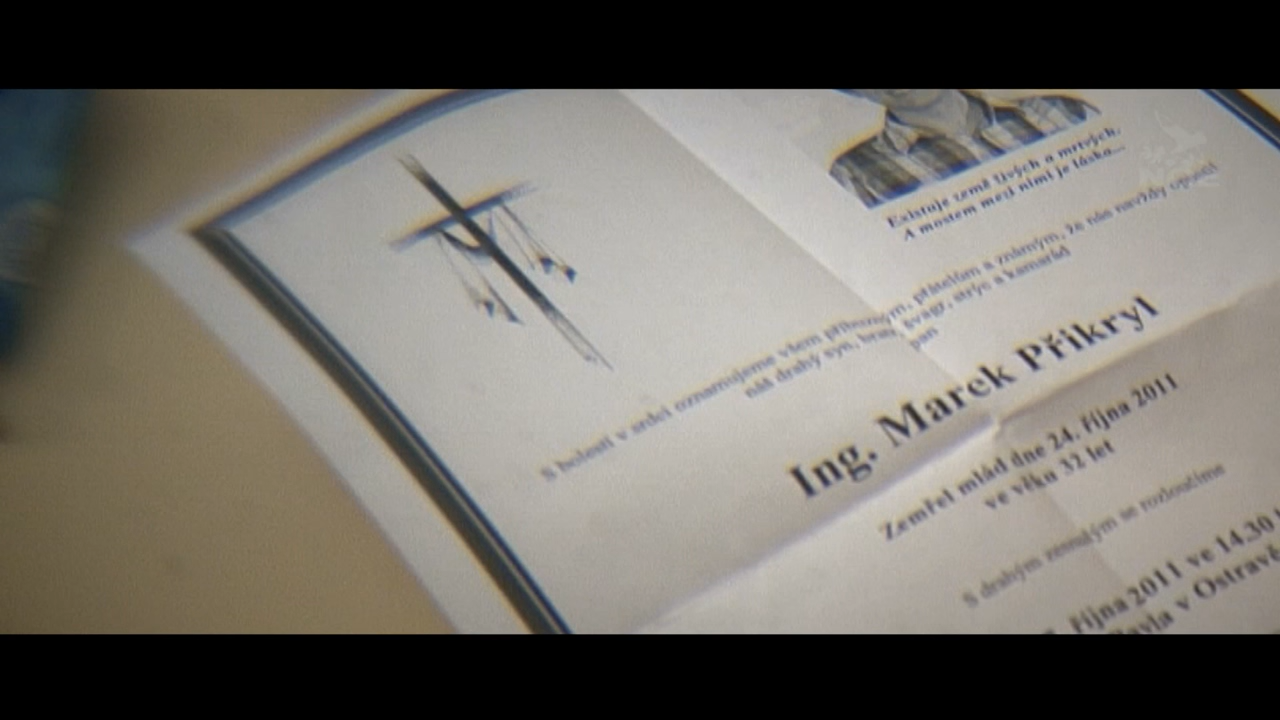 Existuje země živých a mrtvých.
A mostem mezi nimi je láska...
S bolestí v srdci oznamujeme všem příbuzným, přátelům a známým, že nás navždy opustil
náš drahý syn, bratr, švagr, strýc a kamarád
pan
Ing. Marek Přikryl
Zemřel mlád dne 24. října 2011
ve věku 32 let
S drahým zesnulým se rozloučíme
října 2011 ve 14.30
Pavla v Ostravě
NOE